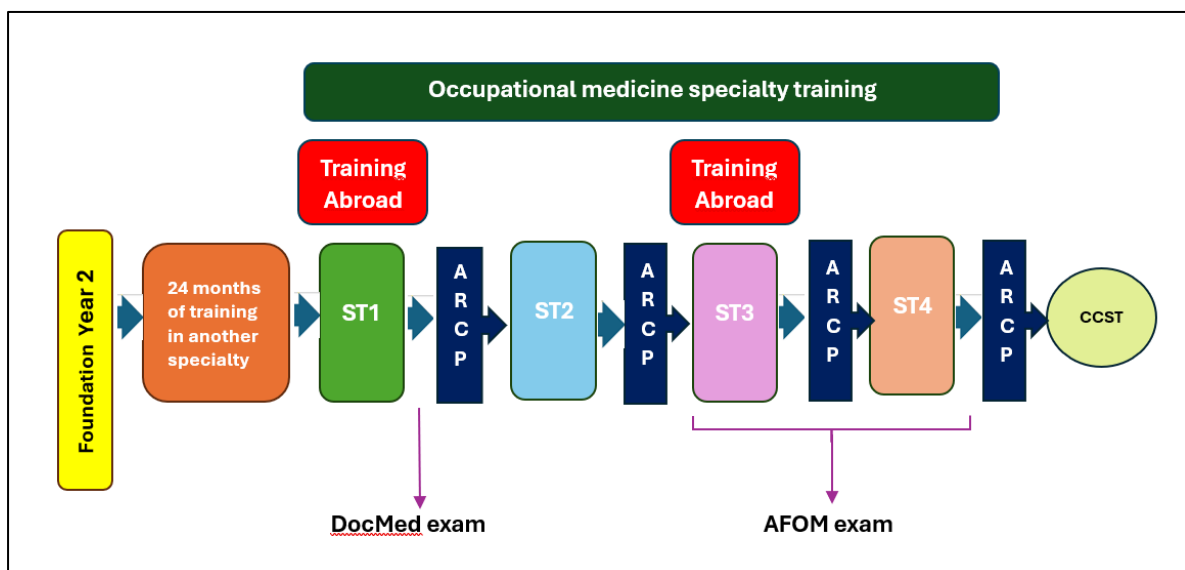 Occupational medicine specialty training
Training
Abroad
Training
Abroad
Foundation Year 2
24 months
of training
in another
specialty
ST1
A
R
C
P
ST2
A
R
C
P
ST3
A
R
C
P
ST4
A
R
C
P
CCST
DocMed exam
AFOM exam